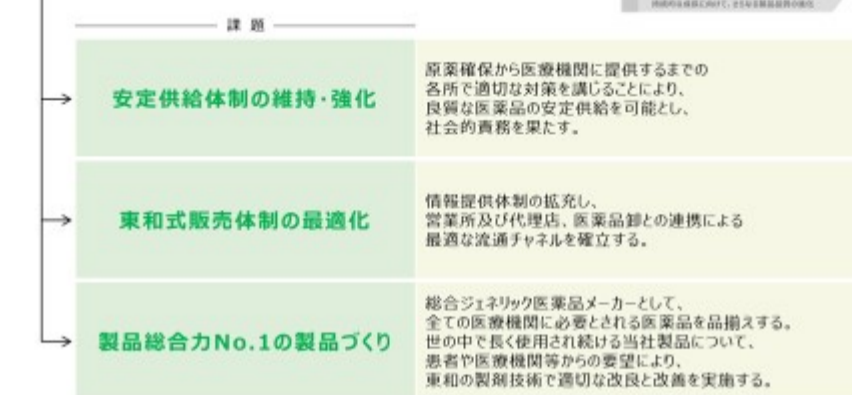 課題
安定供給体制の維持・強化
原薬確保から医療機関に提供するまでの
各所で適切な対策を講じることにより、
良質な医薬品の安定供給を可能とし、
社会的責務を果たす。
東和式販売体制の最適化
情報提供体制の拡充し、
営業所及び代理店、医薬品卸との連携による
最適な流通チャネルを確立する。
製品総合力No.1の製品づくり
総合ジェネリック医薬品メーカーとして、
全ての医療機関に必要とされる医薬品を品揃えする。
世の中で長く使用され続ける当社製品について、
患者や医療機関等からの要望により、
東和の製剤技術で適切な改良と改善を実施する。